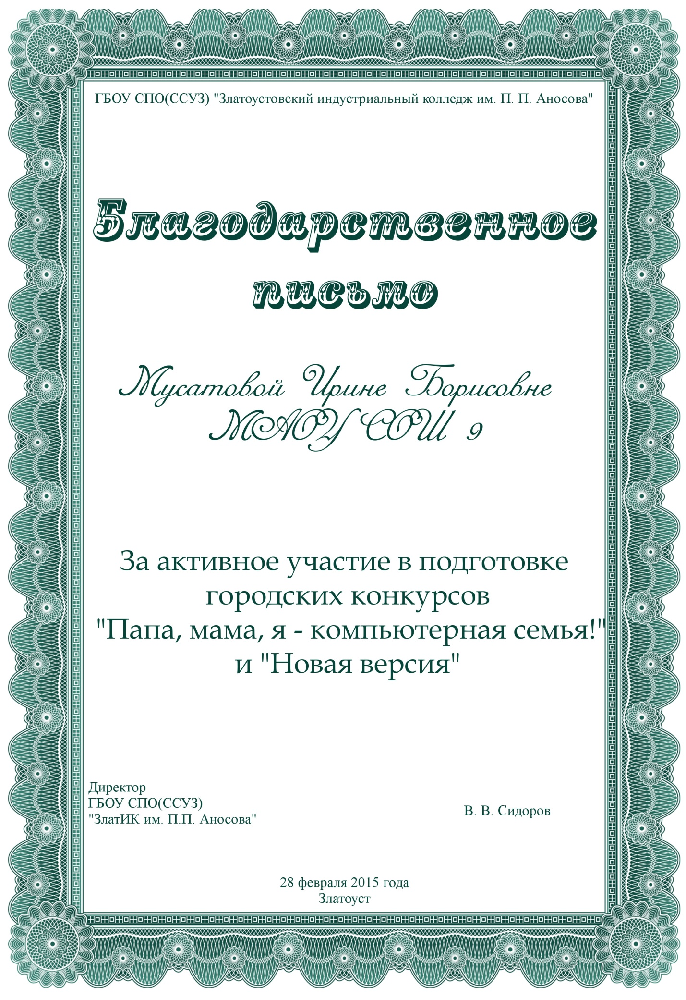 ГБОУ СПО(ССУЗ) "Златоустовский индустриальный колледж им. П. П. Аносова"
Благодарственное
письмо
Мусатовой Ирине Борисовне
МАОУ СОШ 9
За активное участие в подготовке
городских конкурсов
"Папа, мама, я - компьютерная семья!"
и "Новая версия"
Директор
ГБОУ СПО(ССУЗ)
"ЗлатИК им. П.П. Аносова"
В. В. Сидоров
28 февраля 2015 года
Златоуст